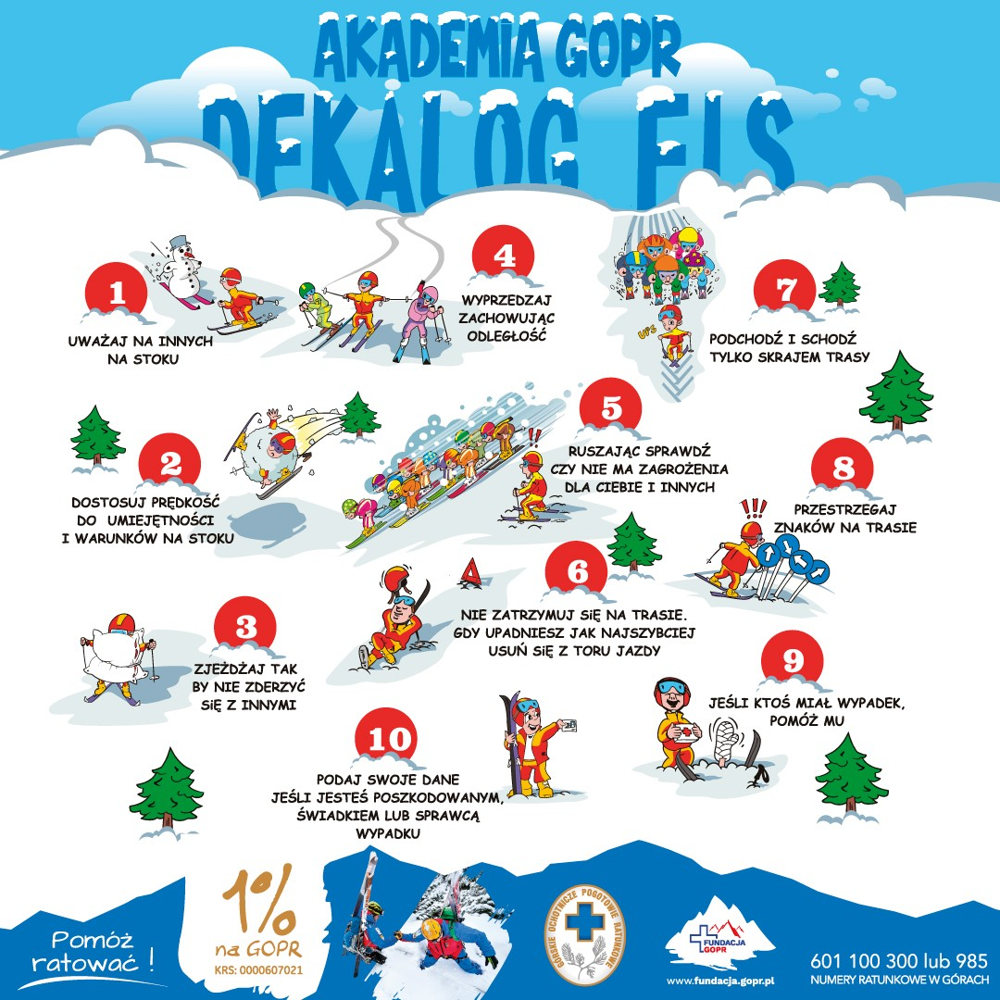 AKADEMIA GOPR
DEKALOG FIS
1
UWAŻAJ NA INNYCH
NA STOKU
2
DOSTOSUJ PRĘDKOŚĆ
DO UMIEJĘTNOŚCI
I WARUNKÓW NA STOKU
3
ZJEŻDŻAJ TAK
BY NIE ZDERZYĆ
SiĘ Z INNYMI
4
WYPRZEDZAJ
ZACHOWUJĄC
ODLEGŁOŚĆ
5
RUSZAJĄC SPRAWDŹ
CZY NIE MA ZAGROŻENIA
DLA CIEBIE I INNYCH
!!
6
NIE ZATRZYMUJ SiĘ NA TRASIE.
GDY UPADNIESZ JAK NAJSZYBCIEJ
USUŃ SiĘ Z TORU JAZDY
UPS
7
PODCHODŹ I SCHODŹ
TYLKO SKRAJEM TRASY
8
PRZESTRZEGAJ
ZNAKÓW NA TRASIE
!!!
9
JEŚLI KTOŚ MIAŁ WYPADEK,
POMÓŻ MU
10
PODAJ SWOJE DANE
JEŚLI JESTEŚ POSZKODOWANYM,
ŚWIADKIEM LUB SPRAWCĄ
WYPADKU
Pomóż
ratować !
1%
na GOPR
KRS: 0000607021
GÓRSKIE OCHOTNICZE POGOTOWIE RATUNKOWE
FUNDACJA
GOPR
www.fundacja.gopr.pl
601 100 300 lub 985
NUMERY RATUNKOWE W GÓRACH